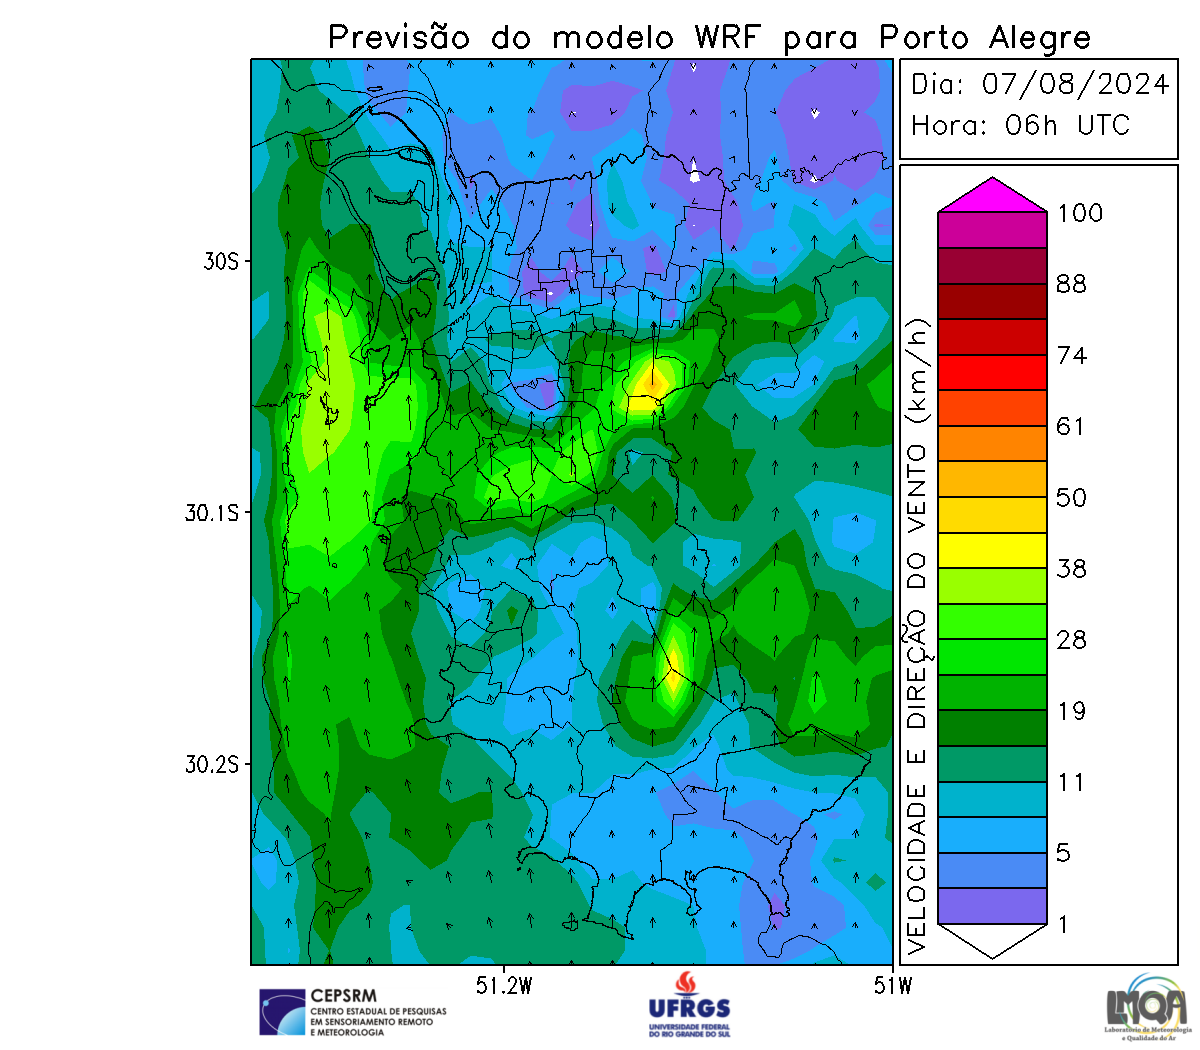 Previsão do modelo WRF para Porto Alegre
Dia: 07/08/2024
Hora: 06h UTC
30S
30.1S
30.2S
51.2W
51W
VELOCIDADE E DIREÇÃO DO VENTO (km/h)
100
88
74
61
50
38
28
19
11
5
1
CEPSRM
CENTRO ESTADUAL DE PESQUISAS
EM SENSORIAMENTO REMOTO
E METEOROLOGIA
UFRGS
UNIVERSIDADE FEDERAL
DO RIO GRANDE DO SUL
LMQA
Laboratório de Meteorologia
e Qualidade do Ar